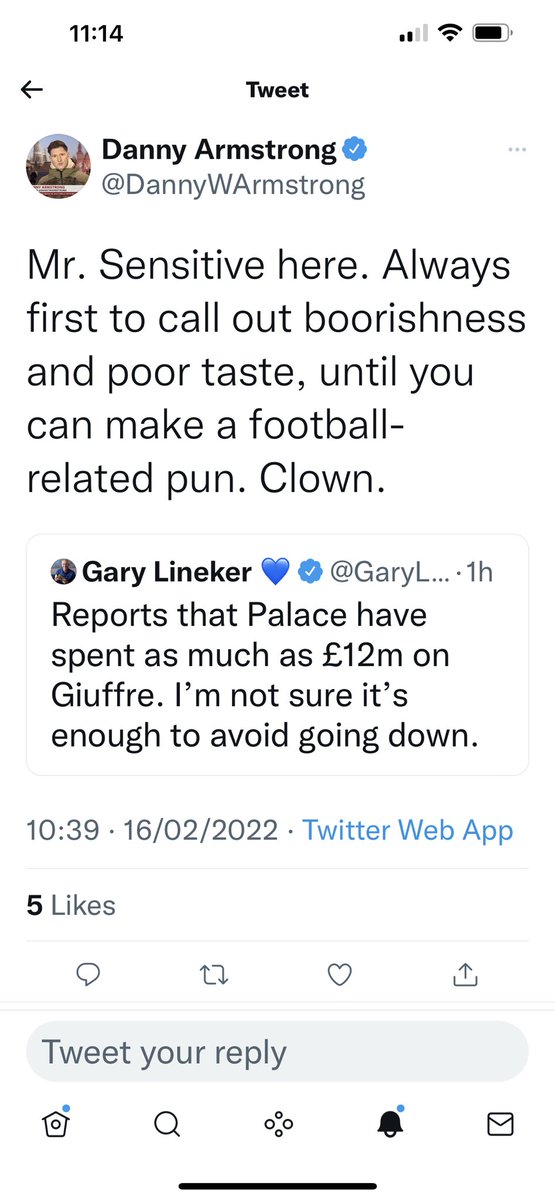 11:14
Tweet
Danny Armstrong
@DannyWArmstrong
Mr. Sensitive here. Always
first to call out boorishness
and poor taste, until you
can make a football-
related pun. Clown.
Gary Lineker 💙 @GaryL... · 1h
Reports that Palace have
spent as much as £12m on
Giuffre. I’m not sure it’s
enough to avoid going down.
10:39 · 16/02/2022 · Twitter Web App
5 Likes
Tweet your reply